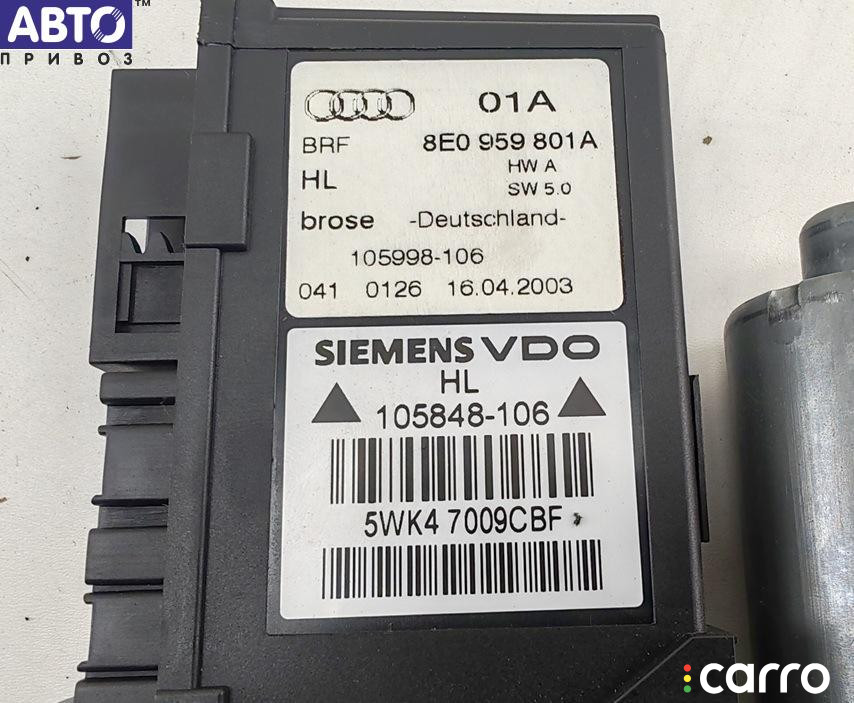 АВТО™
ПРИВОЗ
01A
BRF 8E0 959 801A
HL HW A
SW 5.0
brose -Deutschland-
105998-106
041 0126 16.04.2003
SIEMENS VDO
HL
105848-106
5WK4 7009CBF
carro